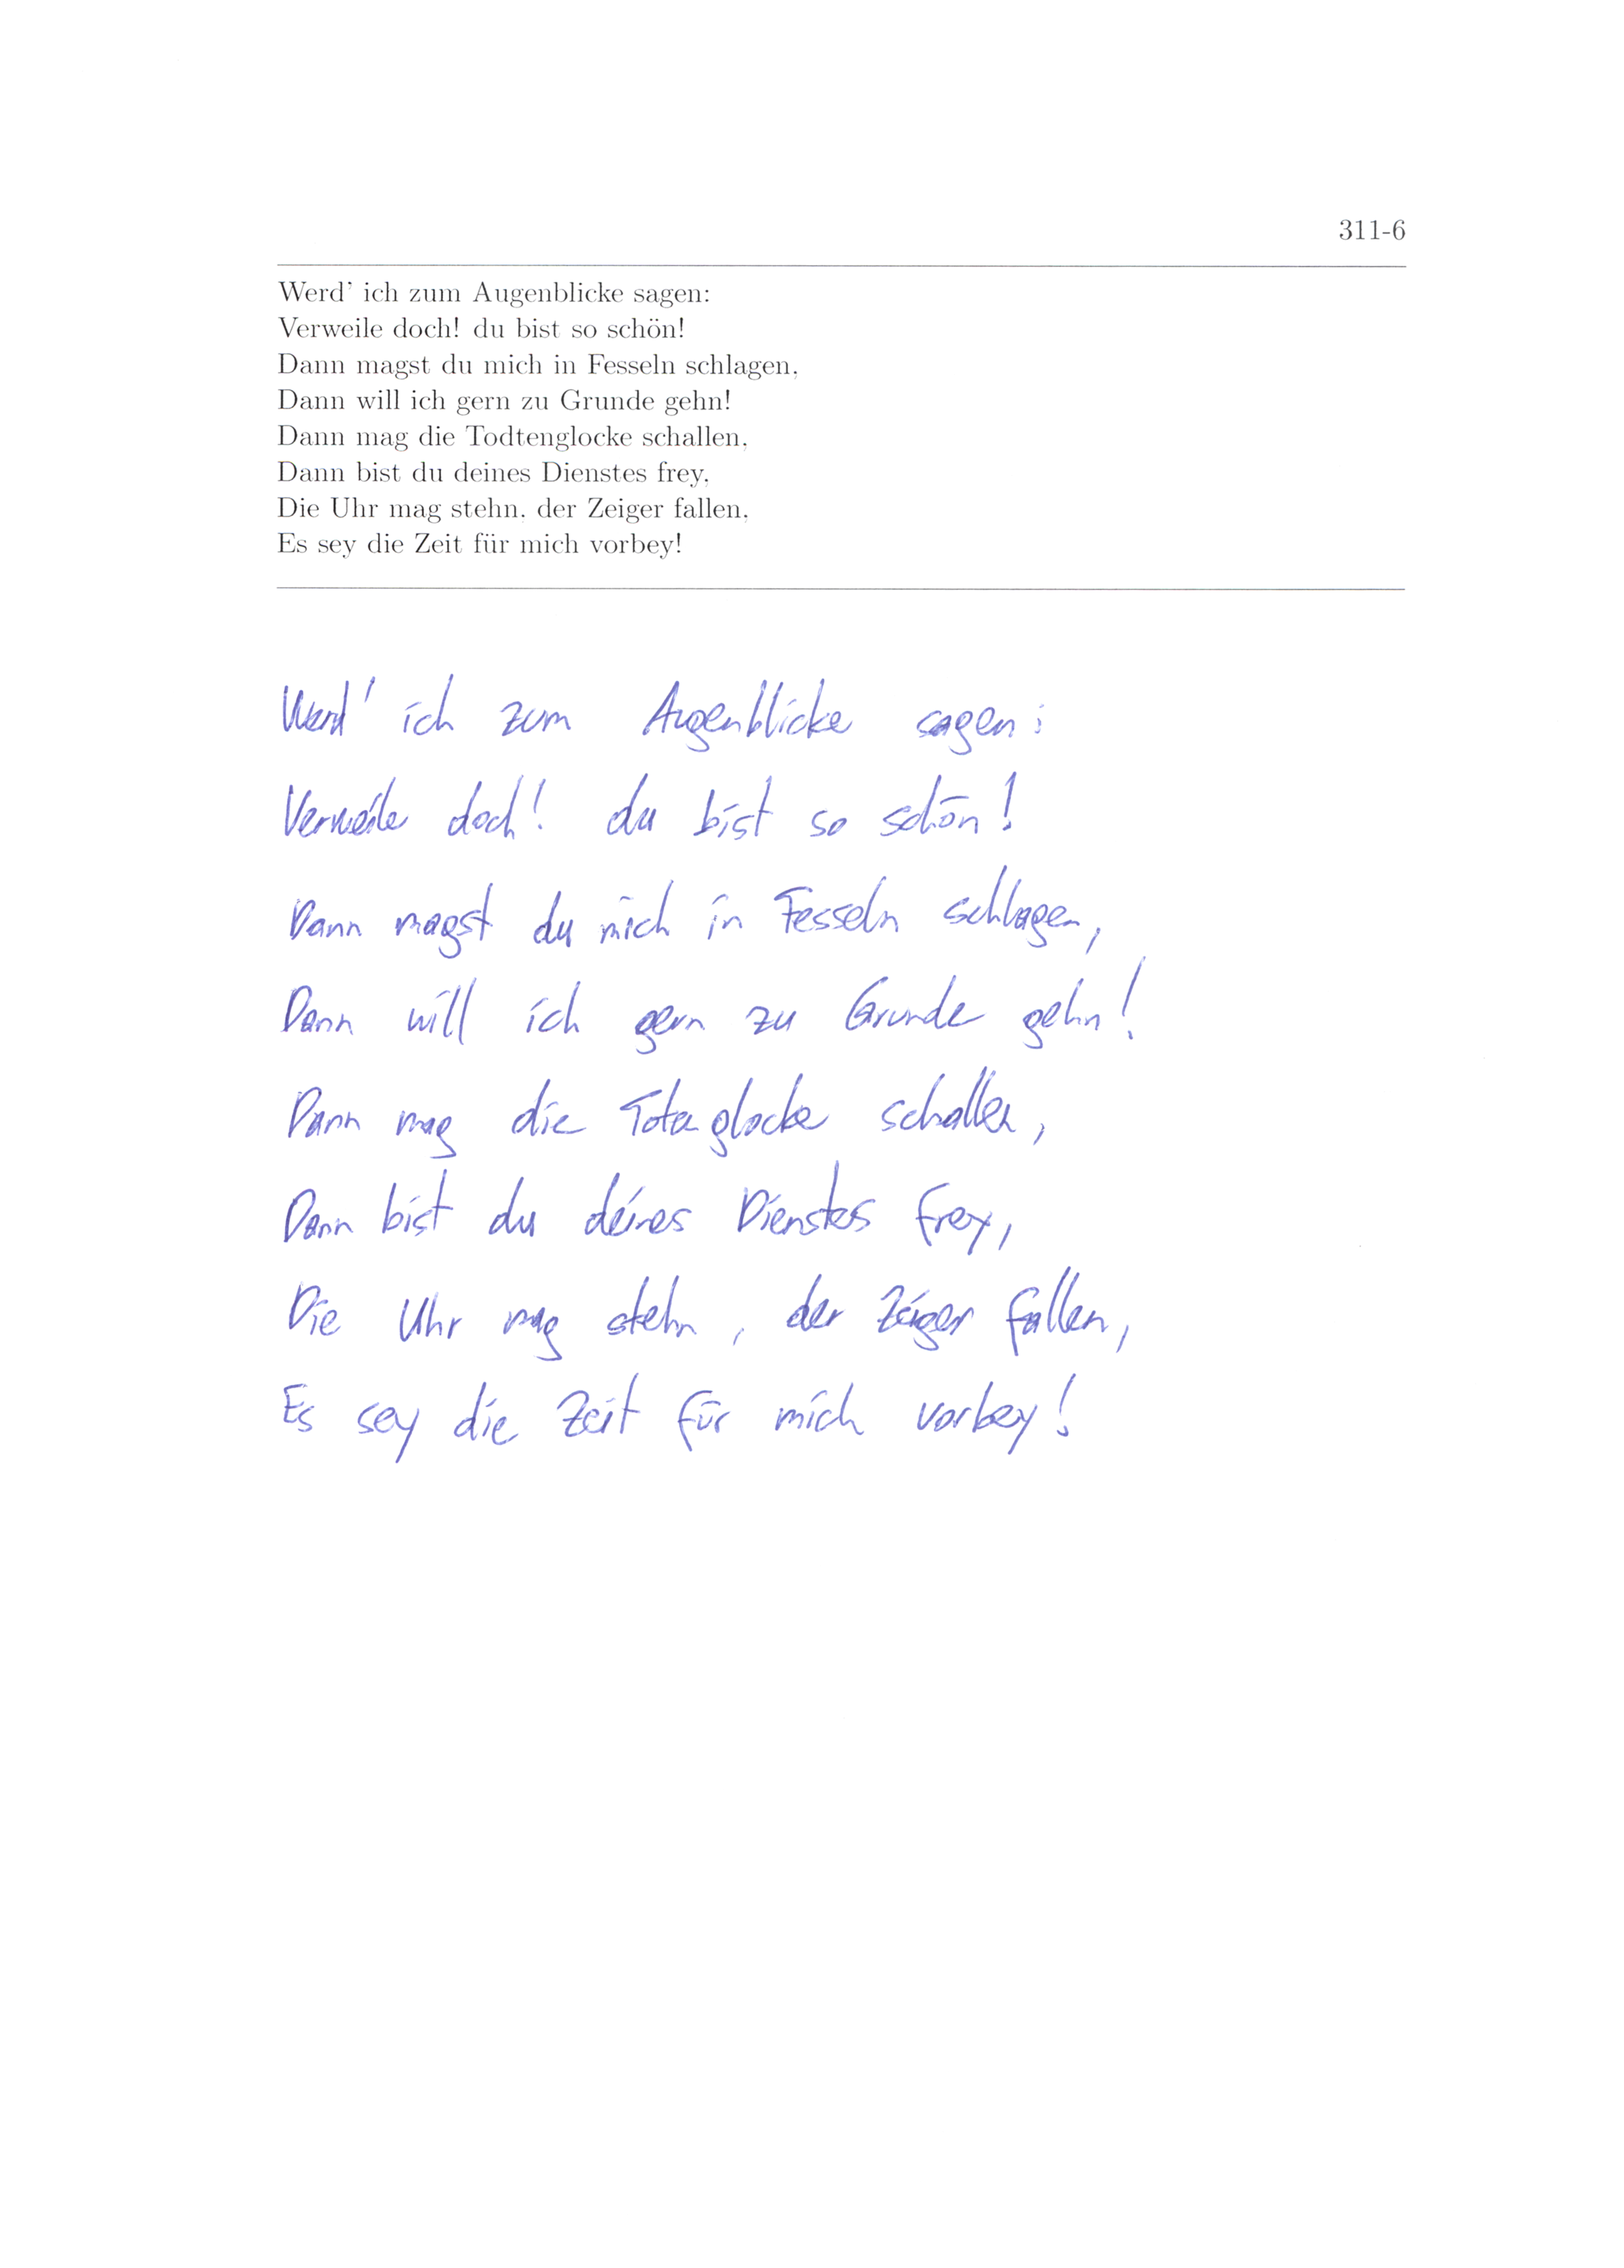 311-6
Werd' ich zum Augenblicke sagen:
Verweile doch! du bist so schön!
Dann magst du mich in Fesseln schlagen,
Dann will ich gern zu Grunde gehn!
Dann mag die Todtenglocke schallen,
Dann bist du deines Dienstes frey,
Die Uhr mag stehn, der Zeiger fallen,
Es sey die Zeit für mich vorbey!
Werd' ich zum Augenblicke sagen:
Verweile doch! du bist so schön!
Dann magst du mich in Fesseln schlagen,
Dann will ich gern zu Grunde gehn!
Dann mag die Totenglocke schallen,
Dann bist du deines Dienstes frey,
Die Uhr mag stehn, der Zeiger fallen,
Es sey die Zeit für mich vorbey!